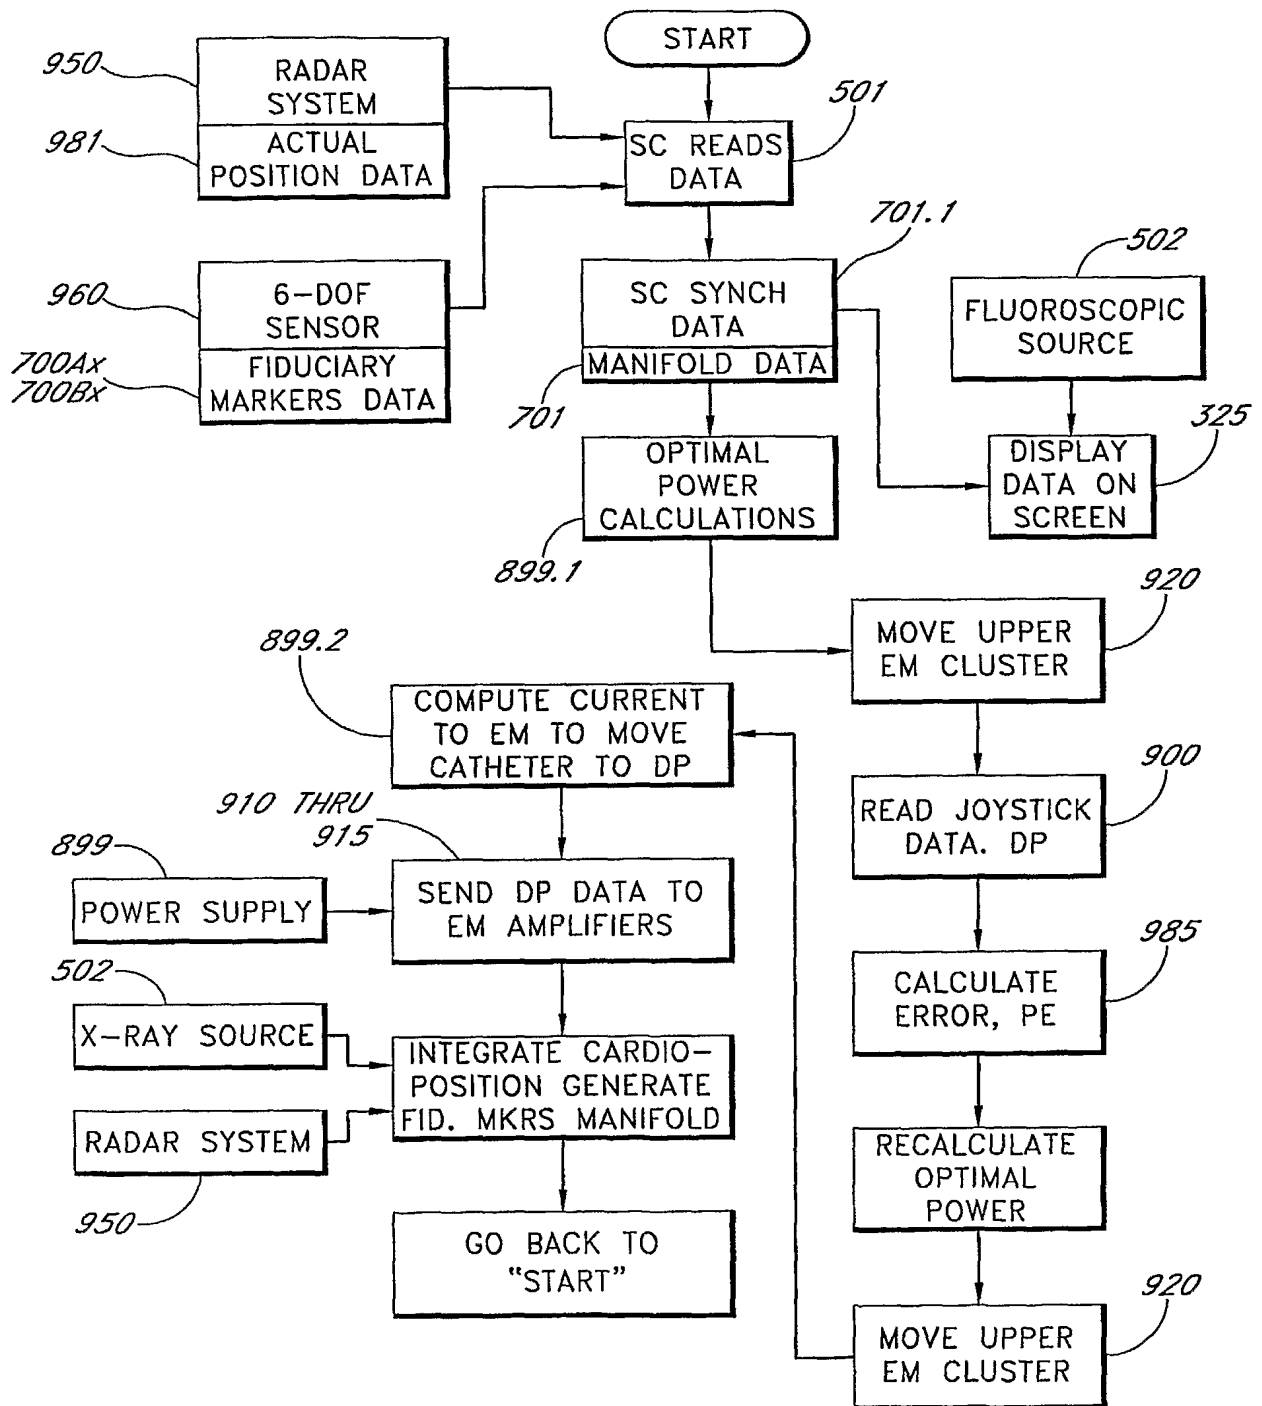 START
950
RADAR
SYSTEM
981
ACTUAL
POSITION DATA
501
SC READS
DATA
960
6-DOF
SENSOR
700Ax
700Bx
FIDUCIARY
MARKERS DATA
701.1
SC SYNCH
DATA
MANIFOLD DATA
701
502
FLUOROSCOPIC
SOURCE
325
DISPLAY
DATA ON
SCREEN
OPTIMAL
POWER
CALCULATIONS
899.1
920
MOVE UPPER
EM CLUSTER
900
READ JOYSTICK
DATA. DP
985
CALCULATE
ERROR, PE
RECALCULATE
OPTIMAL
POWER
920
MOVE UPPER
EM CLUSTER
899.2
COMPUTE CURRENT
TO EM TO MOVE
CATHETER TO DP
910 THRU
915
899
POWER SUPPLY
SEND DP DATA TO
EM AMPLIFIERS
502
X-RAY SOURCE
RADAR SYSTEM
950
INTEGRATE CARDIO-
POSITION GENERATE
FID. MKRS MANIFOLD
GO BACK TO
"START"